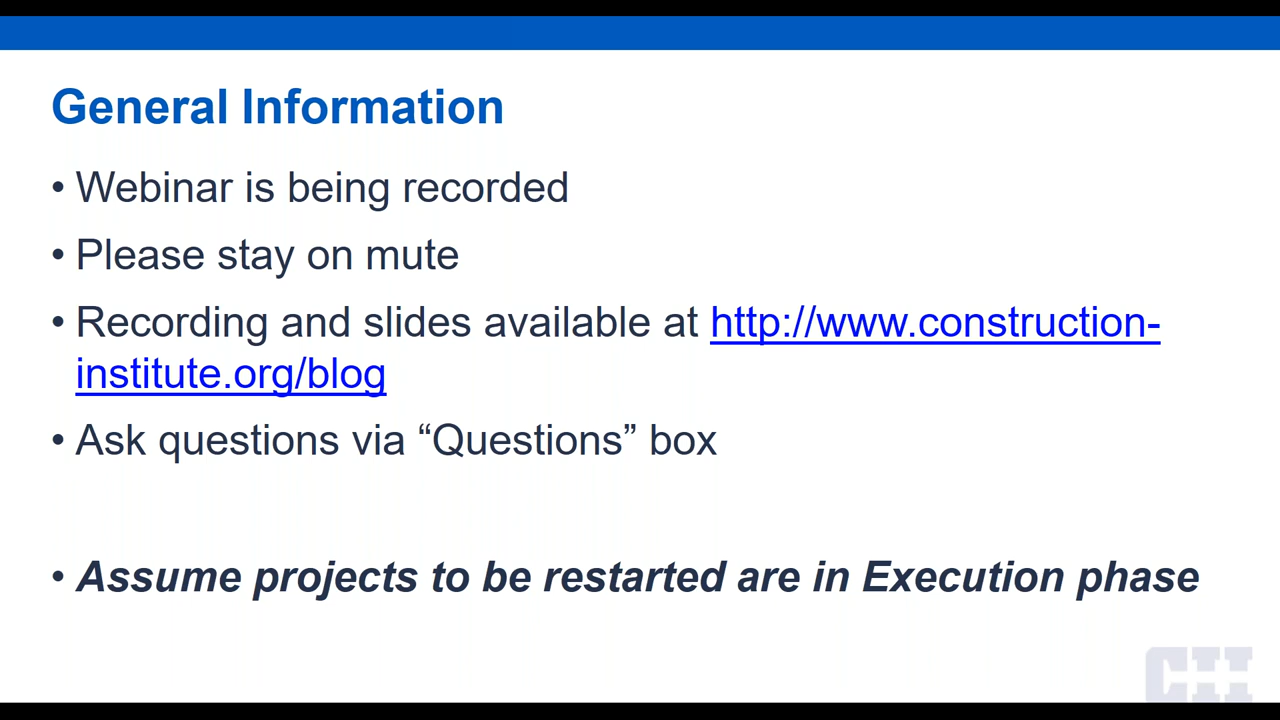 General Information
• Webinar is being recorded
• Please stay on mute
• Recording and slides available at http://www.construction-
institute.org/blog
• Ask questions via “Questions” box
• Assume projects to be restarted are in Execution phase
CII